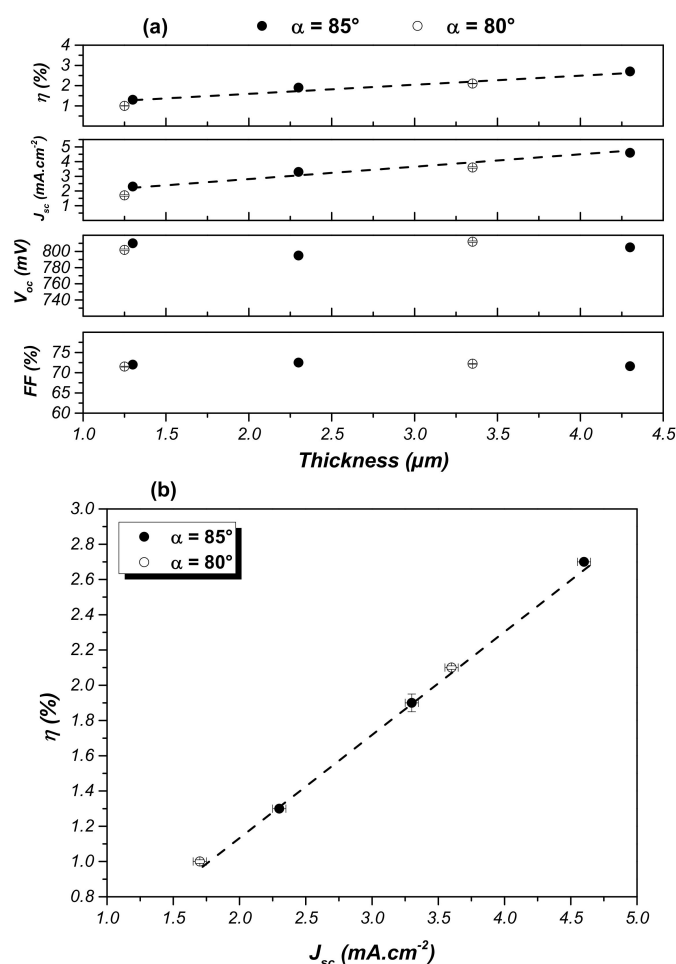 (a) ● α = 85° ○ α = 80°
4
3
2
1
η (%)
5
4
3
2
1
J_sc (mA.cm⁻²)
800
780
760
740
V_oc (mV)
75
70
65
60
FF (%)
1.0 1.5 2.0 2.5 3.0 3.5 4.0 4.5
Thickness (µm)
(b)
α = 85°
α = 80°
3.0
2.8
2.6
2.4
2.2
2.0
1.8
1.6
1.4
1.2
1.0
0.8
η (%)
1.0 1.5 2.0 2.5 3.0 3.5 4.0 4.5 5.0
J_sc (mA.cm⁻²)